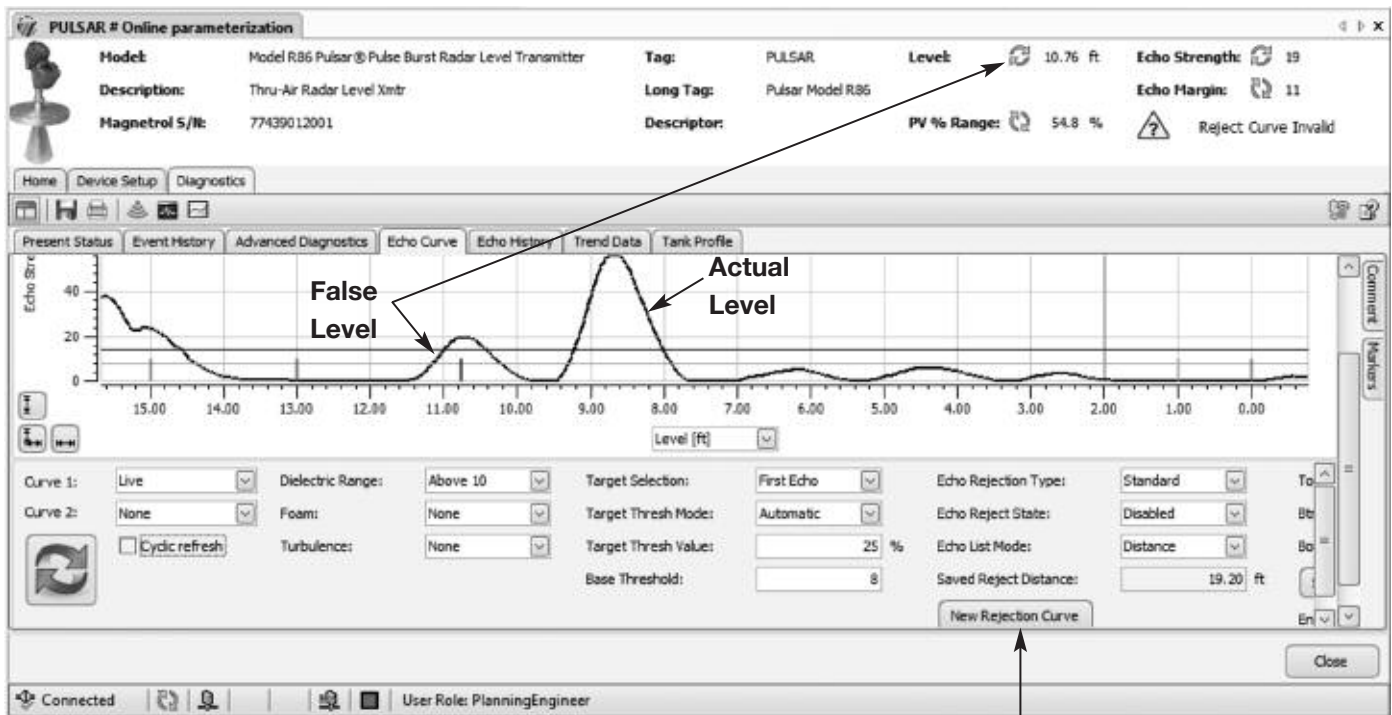 PULSAR # Online parameterization
Model: Model R86 Pulsar® Pulse Burst Radar Level Transmitter Tag: PULSAR Level: 10.76 ft Echo Strength: 19
Description: Thru-Air Radar Level Xmtr Long Tag: Pulsar Model R86 Echo Margin: 11
Magnetrol S/N: 77439012001 Descriptor: PV % Range: 54.8 % Reject Curve Invalid
Home Device Setup Diagnostics
Present Status Event History Advanced Diagnostics Echo Curve Echo History Trend Data Tank Profile
Echo Stre
40
20
0
False
Level
Actual
Level
15.00 14.00 13.00 12.00 11.00 10.00 9.00 8.00 7.00 6.00 5.00 4.00 3.00 2.00 1.00 0.00
Level [ft]
Comment
Markers
Curve 1: Live Dielectric Range: Above 10 Target Selection: First Echo Echo Rejection Type: Standard To
Curve 2: None Foam: None Target Thresh Mode: Automatic Echo Reject State: Disabled Bt
Cyclic refresh Turbulence: None Target Thresh Value: 25 % Echo List Mode: Distance Bo
Base Threshold: 8 Saved Reject Distance: 19.20 ft
New Rejection Curve En
Close
Connected User Role: PlanningEngineer